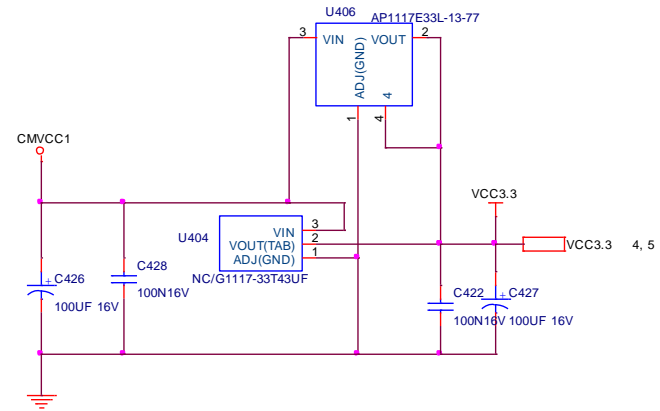 U406
AP1117E33L-13-77
3
VIN
VOUT
2
ADJ(GND)
4
1
4
CMVCC1
VCC3.3
U404
VIN
3
VOUT(TAB)
2
ADJ(GND)
1
NC/G1117-33T43UF
VCC3.3
4, 5
C426
100UF 16V
C428
100N16V
C422
100N16V
C427
100UF 16V